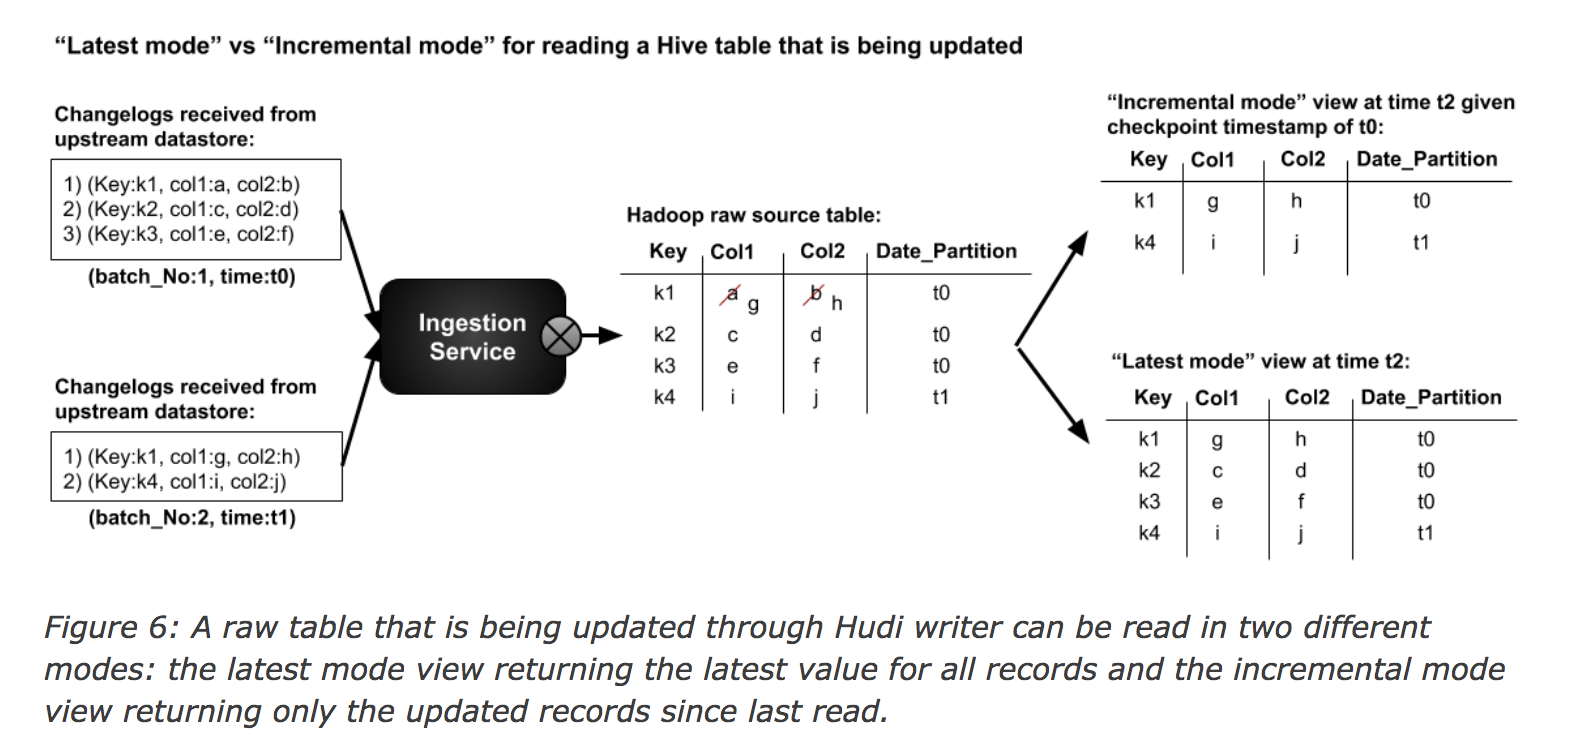 “Latest mode” vs “Incremental mode” for reading a Hive table that is being updated
Changelogs received from
upstream datastore:
1) (Key:k1, col1:a, col2:b)
2) (Key:k2, col1:c, col2:d)
3) (Key:k3, col1:e, col2:f)
(batch_No:1, time:t0)
Changelogs received from
upstream datastore:
1) (Key:k1, col1:g, col2:h)
2) (Key:k4, col1:i, col2:j)
(batch_No:2, time:t1)
Ingestion
Service
Hadoop raw source table:
Key Col1 Col2 Date_Partition
k1 a g b h t0
k2 c d t0
k3 e f t0
k4 i j t1
“Incremental mode” view at time t2 given
checkpoint timestamp of t0:
Key Col1 Col2 Date_Partition
k1 g h t0
k4 i j t1
“Latest mode” view at time t2:
Key Col1 Col2 Date_Partition
k1 g h t0
k2 c d t0
k3 e f t0
k4 i j t1
Figure 6: A raw table that is being updated through Hudi writer can be read in two different
modes: the latest mode view returning the latest value for all records and the incremental mode
view returning only the updated records since last read.